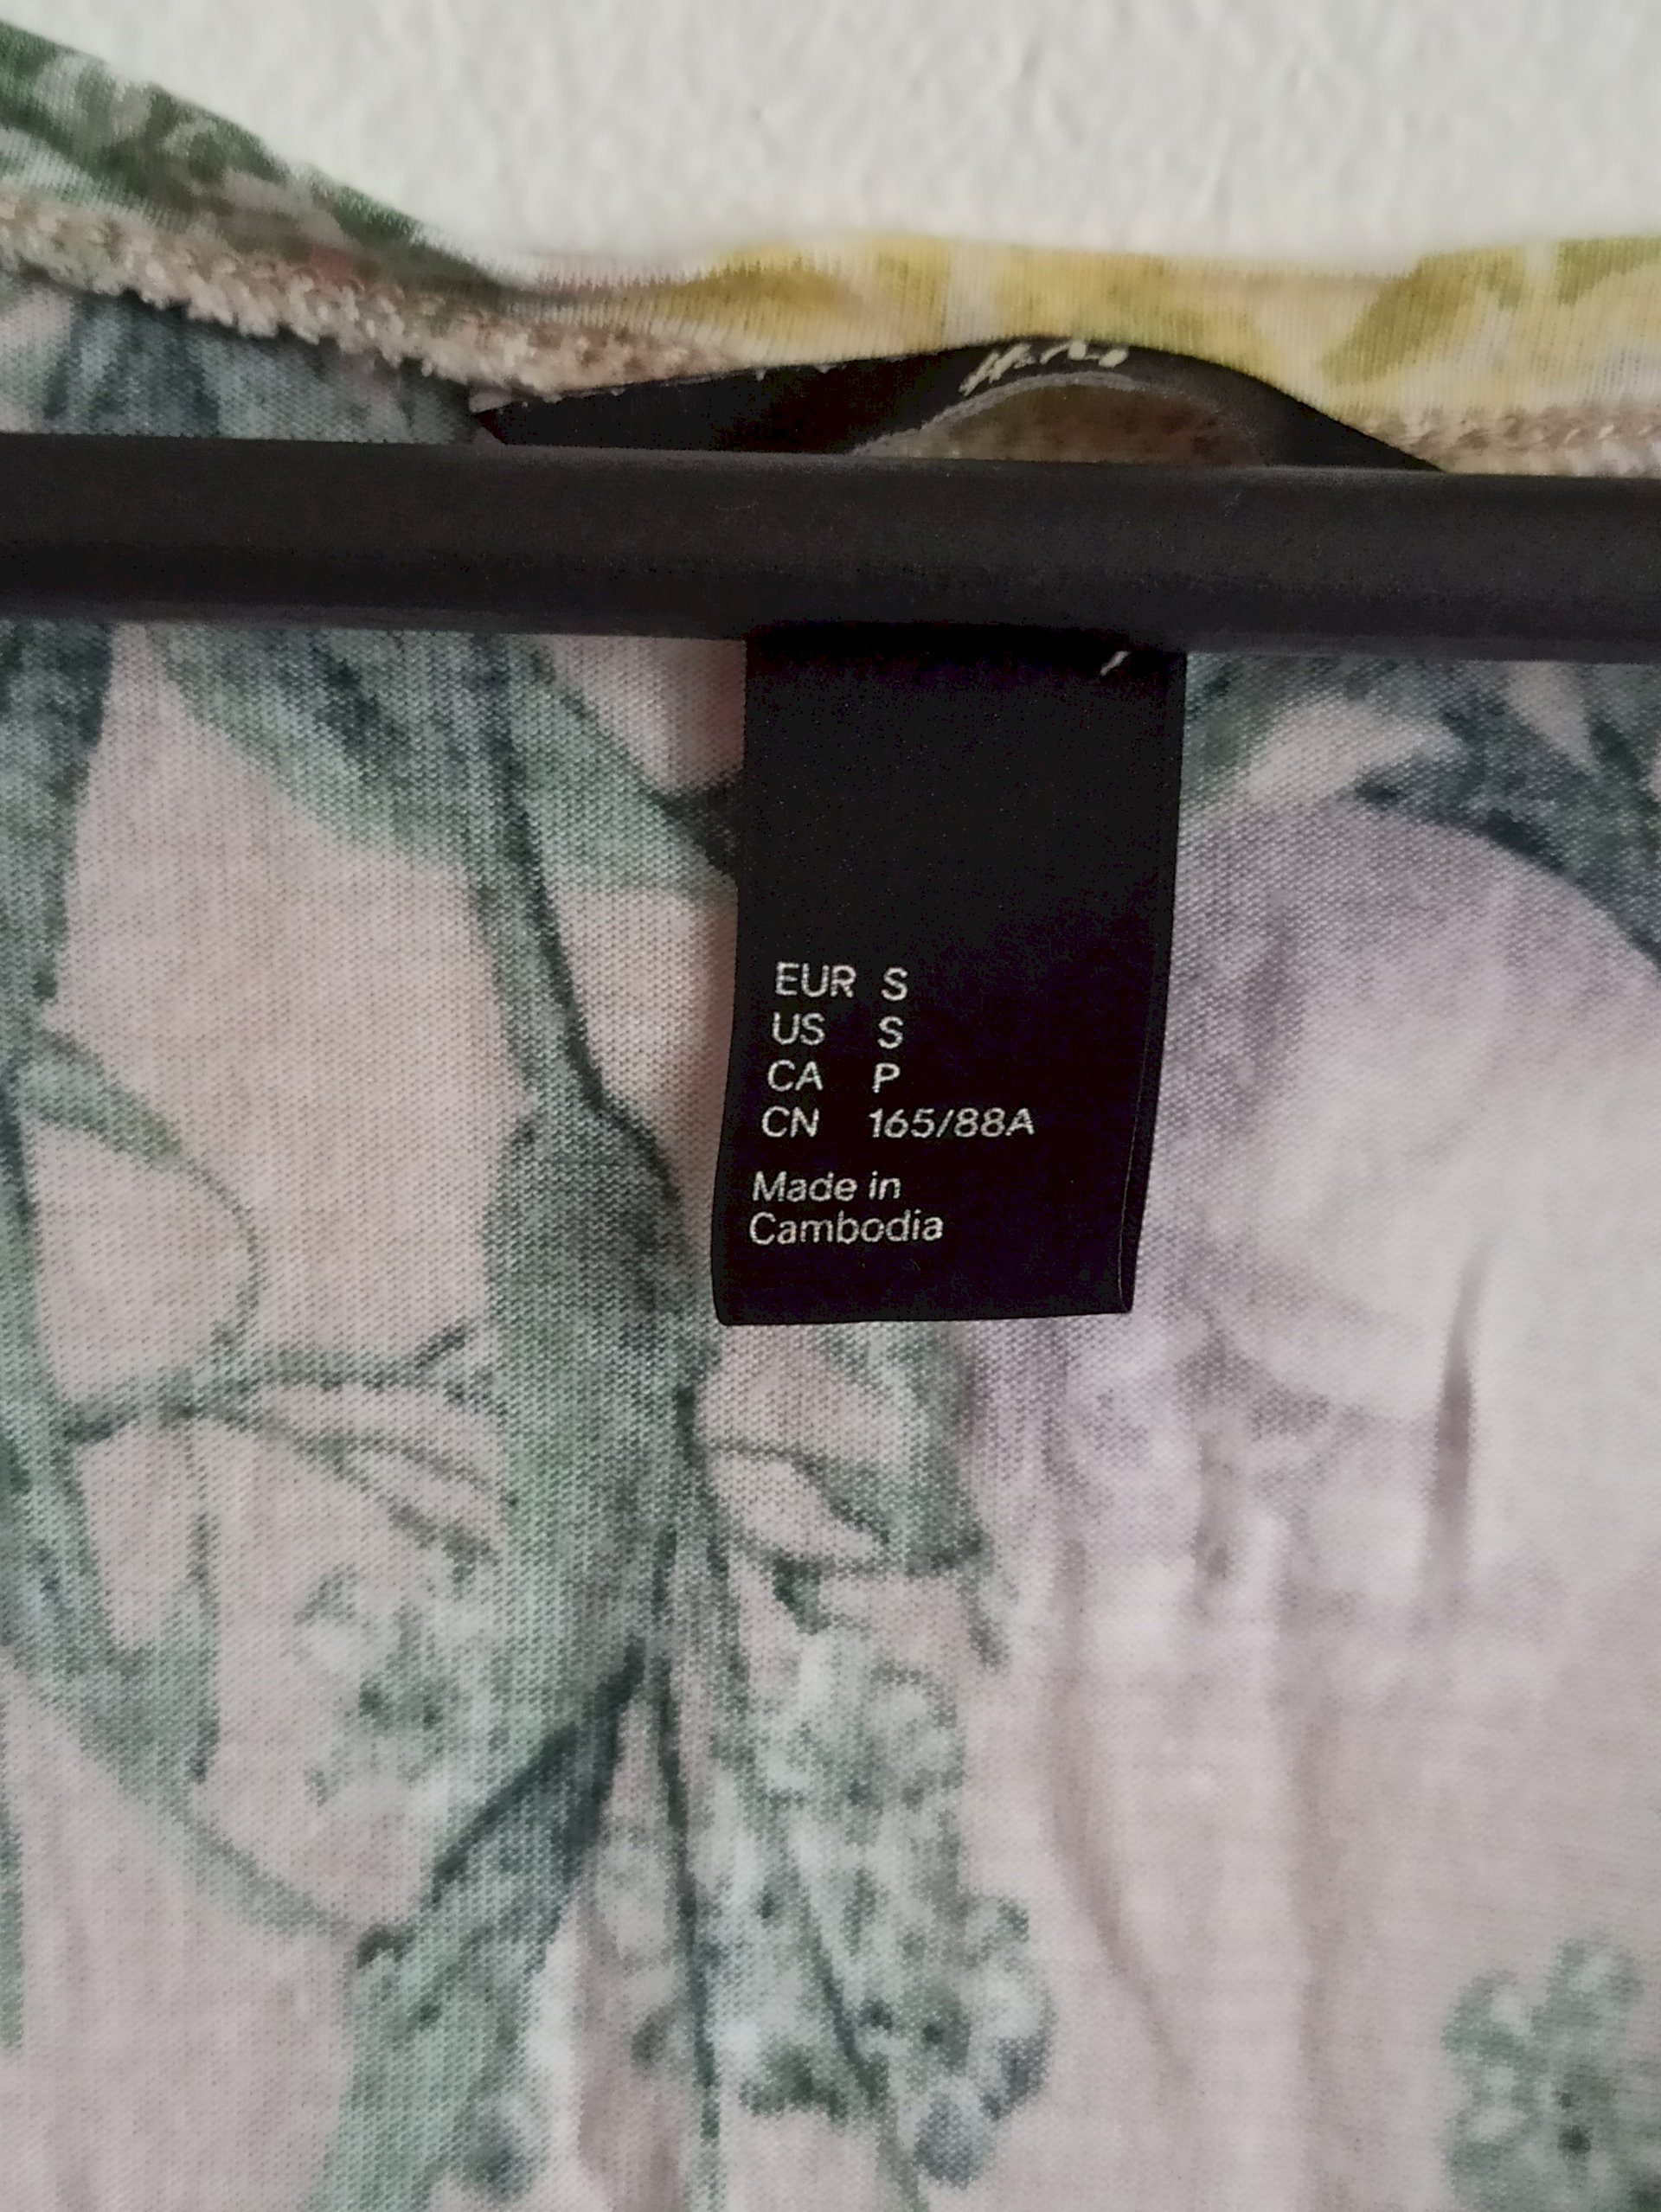 EUR S
US S
CA P
CN 165/88A
Made in
Cambodia